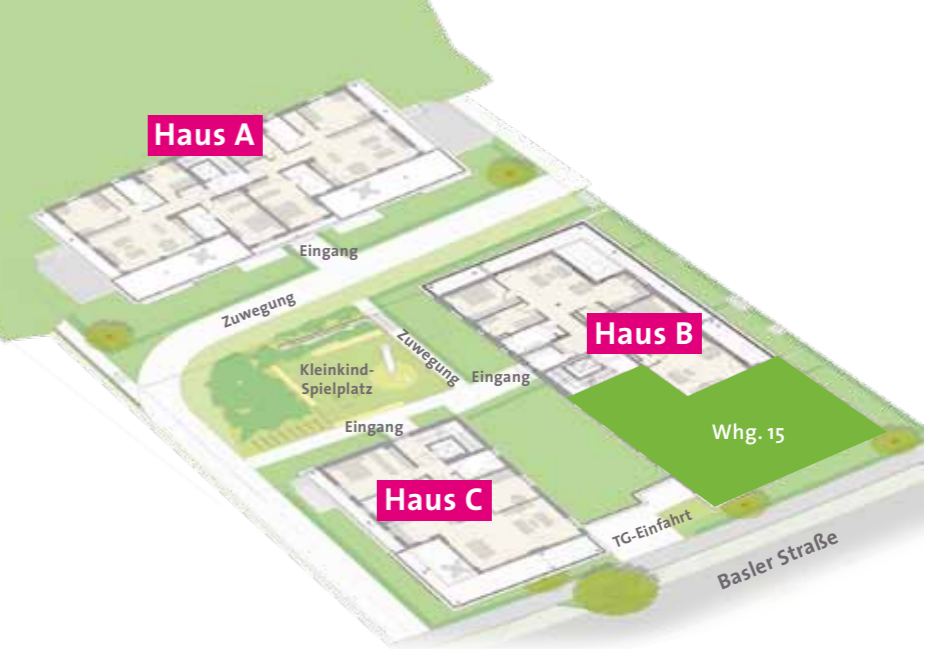 Haus A
Eingang
Zuwegung
Haus B
Zuwegung
Kleinkind-
Spielplatz
Eingang
Eingang
Whg. 15
Haus C
TG-Einfahrt
Basler Straße